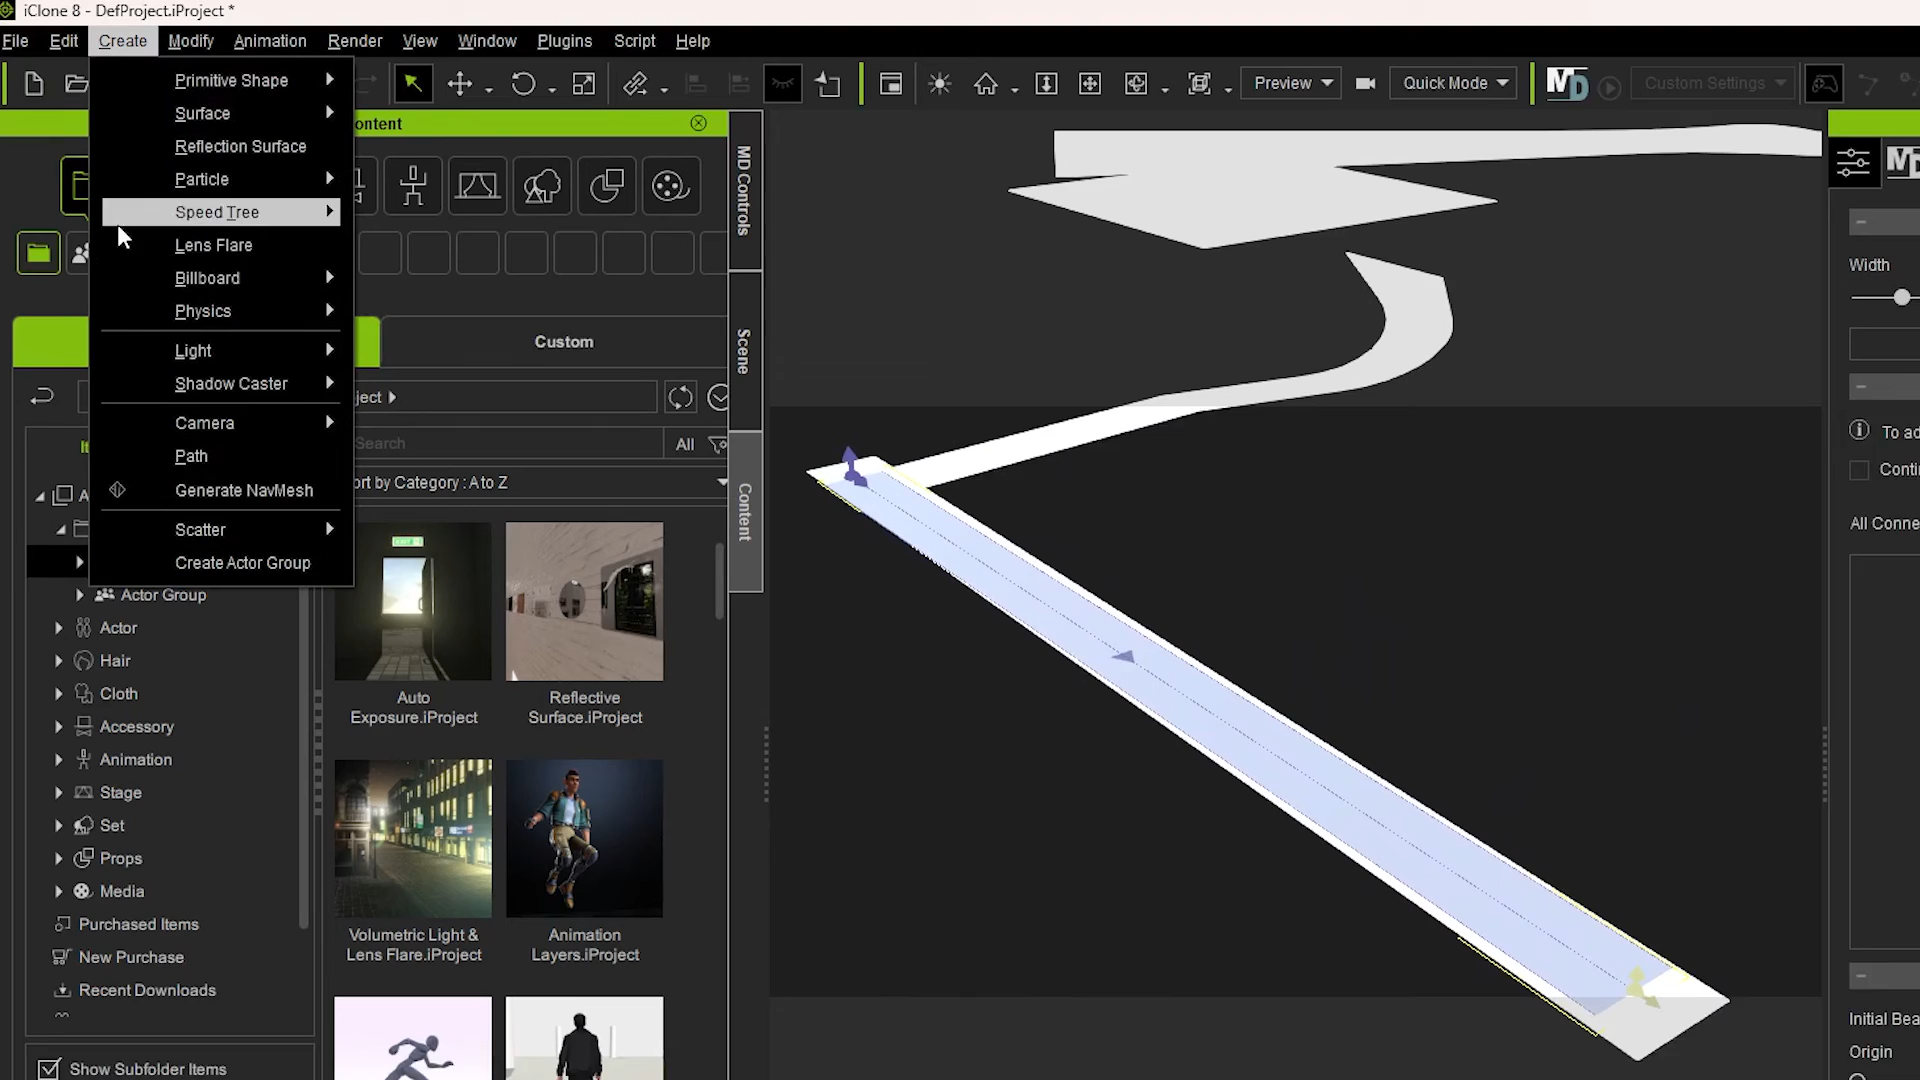 iClone 8 - DefProject.iProject *
File Edit Create Modify Animation Render View Window Plugins Script Help
Preview
Quick Mode
MD
Custom Settings
Primitive Shape
Surface
Reflection Surface
Particle
Speed Tree
Lens Flare
Billboard
Physics
Light
Shadow Caster
Camera
Path
Generate NavMesh
Scatter
Create Actor Group
ontent
Custom
ject
Search
All
ort by Category : A to Z
It
A
Actor Group
Actor
Hair
Cloth
Accessory
Animation
Stage
Set
Props
Media
Purchased Items
New Purchase
Recent Downloads
Show Subfolder Items
EXIT
Auto
Exposure.iProject
Reflective
Surface.iProject
Volumetric Light &
Lens Flare.iProject
Animation
Layers.iProject
MD Controls
Scene
Content
MD
Width
To ad
Conti
All Conne
Initial Bea
Origin